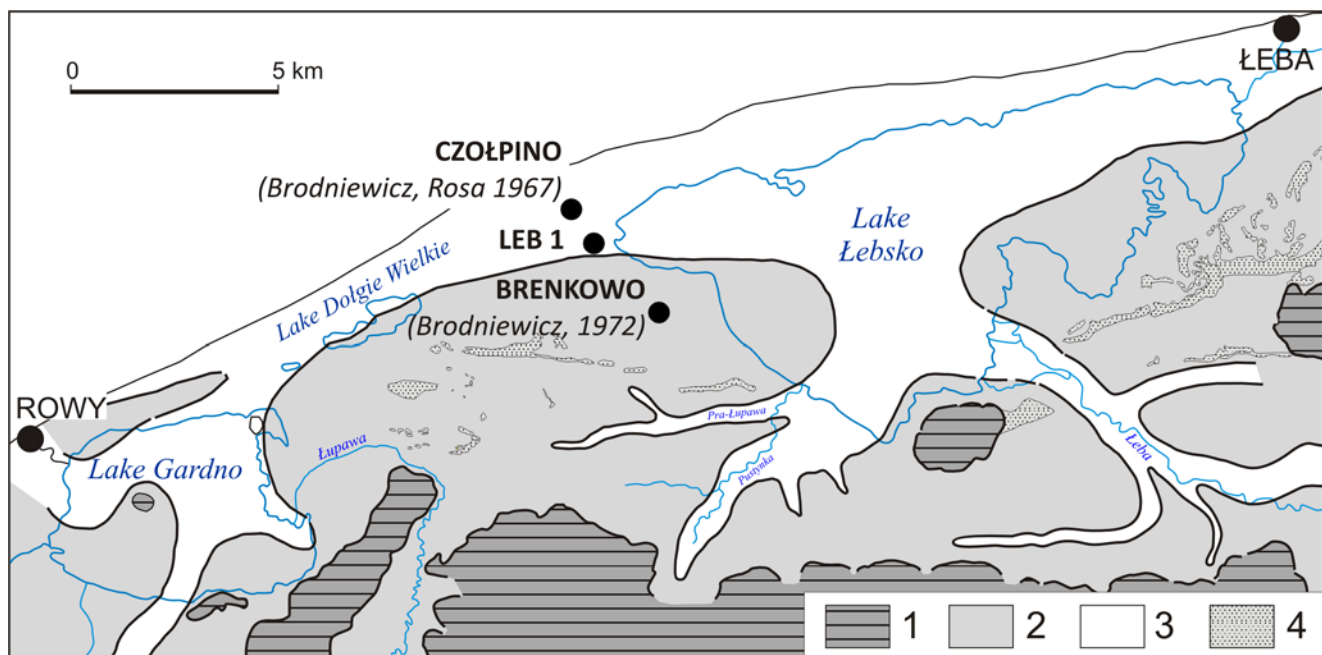 0 5 km
ŁEBA
CZOŁPINO
(Brodniewicz, Rosa 1967)
LEB 1
Lake
Łebsko
Lake Dołgie Wielkie
BRENKOWO
(Brodniewicz, 1972)
ROWY
Pra-Łupawa
Łupawa
Łeba
Lake Gardno
Pustynka
1 2 3 4